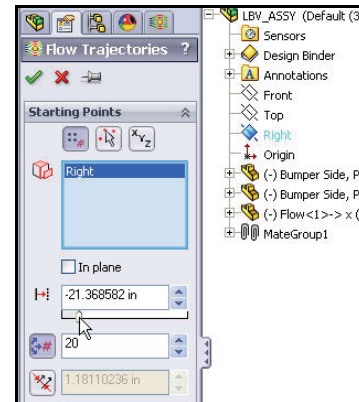 LBV_ASSY (Default (3
Flow Trajectories ?
Sensors
Design Binder
Annotations
Starting Points
Front
Top
Right
Origin
Right
(-) Bumper Side, P
(-) Bumper Side, P
(-) Flow<1>-> x (
MateGroup1
In plane
-21.368582 in
20
1.18110236 in